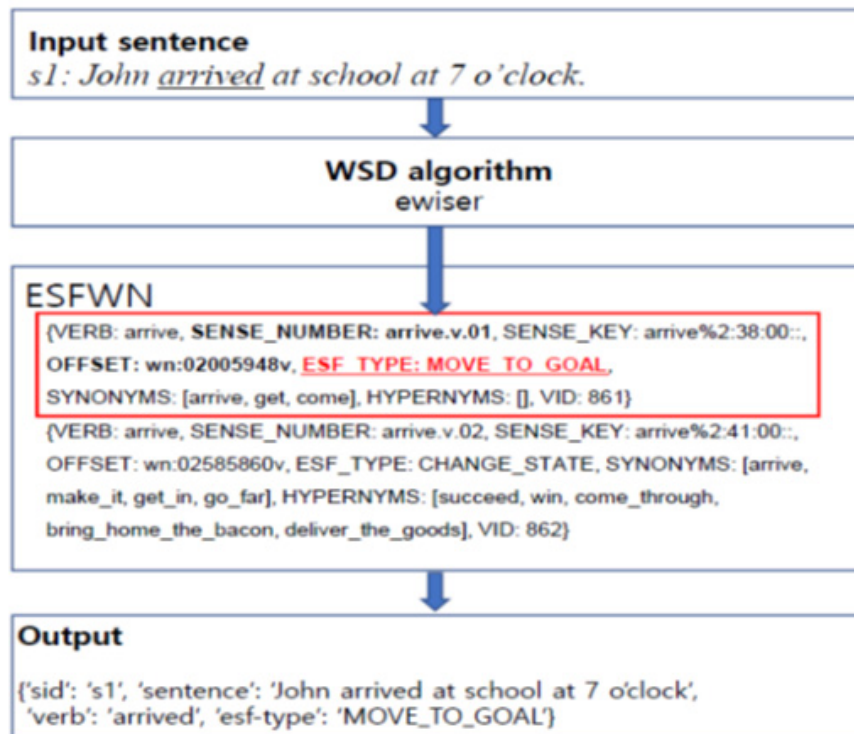 Input sentence
s1: John arrived at school at 7 o’clock.
WSD algorithm
ewiser
ESFWN
{VERB: arrive, SENSE_NUMBER: arrive.v.01, SENSE_KEY: arrive%2:38:00::,
OFFSET: wn:02005948v, ESF_TYPE: MOVE_TO_GOAL,
SYNONYMS: [arrive, get, come], HYPERNYMS: [], VID: 861}
{VERB: arrive, SENSE_NUMBER: arrive.v.02, SENSE_KEY: arrive%2:41:00::,
OFFSET: wn:02585860v, ESF_TYPE: CHANGE_STATE, SYNONYMS: [arrive,
make_it, get_in, go_far], HYPERNYMS: [succeed, win, come_through,
bring_home_the_bacon, deliver_the_goods], VID: 862}
Output
{‘sid’: ‘s1’, ‘sentence’: ‘John arrived at school at 7 o’clock’,
‘verb’: ‘arrived’, ‘esf-type’: ‘MOVE_TO_GOAL’}